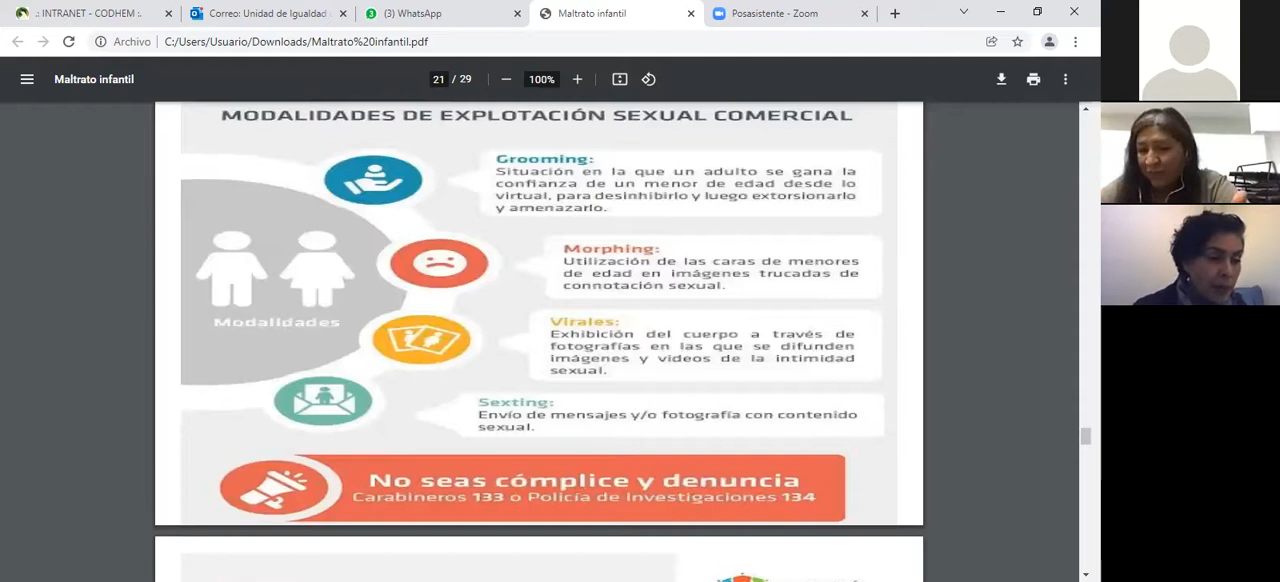 .: INTRANET - CODHEM :.
Correo: Unidad de Igualdad
(3) WhatsApp
Maltrato infantil
Posasistente - Zoom
Archivo
C:/Users/Usuario/Downloads/Maltrato%20infantil.pdf
Maltrato infantil
21 / 29
100%
MODALIDADES DE EXPLOTACIÓN SEXUAL COMERCIAL
Grooming:
Situación en la que un adulto se gana la
confianza de un menor de edad desde lo
virtual, para desinhibirlo y luego extorsionarlo
y amenazarlo.
Morphing:
Utilización de las caras de menores
de edad en imágenes trucadas de
connotación sexual.
Modalidades
Virales:
Exhibición del cuerpo a través de
fotografías en las que se difunden
imágenes y videos de la intimidad
sexual.
Sexting:
Envío de mensajes y/o fotografía con contenido
sexual.
No seas cómplice y denuncia
Carabineros 133 o Policía de Investigaciones 134